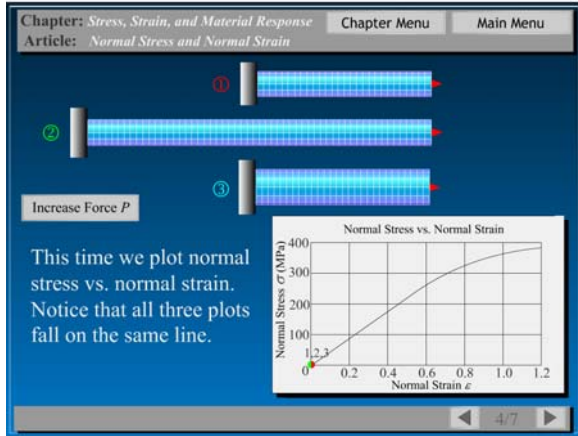 Chapter: Stress, Strain, and Material Response
Chapter Menu
Main Menu
Article: Normal Stress and Normal Strain
①
②
③
Increase Force P
This time we plot normal
stress vs. normal strain.
Notice that all three plots
fall on the same line.
Normal Stress vs. Normal Strain
Normal Stress σ (MPa)
400
300
200
100
1,2,3
0
0.2 0.4 0.6 0.8 1.0 1.2
Normal Strain ε
4/7